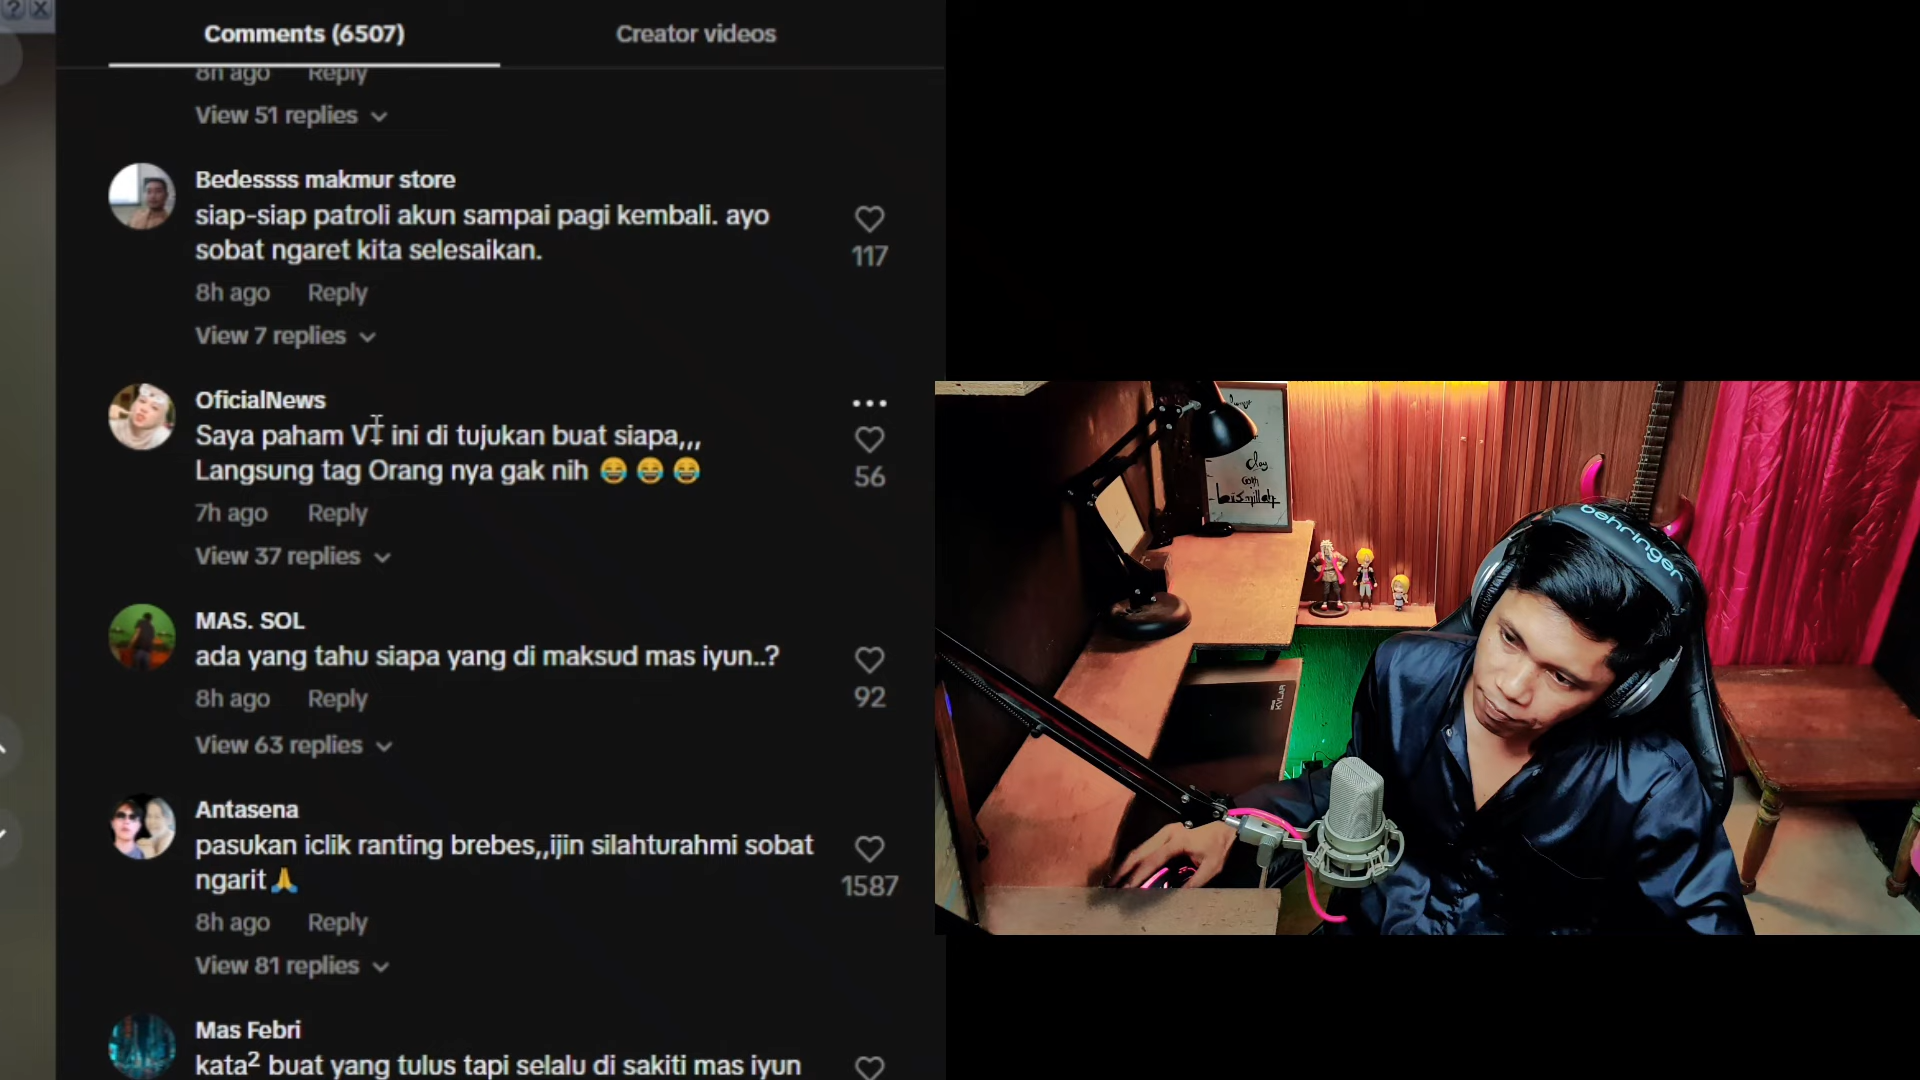 Comments (6507)
Creator videos
8h ago Reply
View 51 replies
Bedessss makmur store
siap-siap patroli akun sampai pagi kembali. ayo
sobat ngaret kita selesaikan.
117
8h ago Reply
View 7 replies
OficialNews
Saya paham VT ini di tujukan buat siapa,,,
Langsung tag Orang nya gak nih 😂 😂 😂
56
7h ago Reply
View 37 replies
MAS. SOL
ada yang tahu siapa yang di maksud mas iyun..?
92
8h ago Reply
View 63 replies
Antasena
pasukan iclik ranting brebes,,ijin silahturahmi sobat
ngarit🙏
1587
8h ago Reply
View 81 replies
Mas Febri
kata² buat yang tulus tapi selalu di sakiti mas iyun
bismillah
behringer